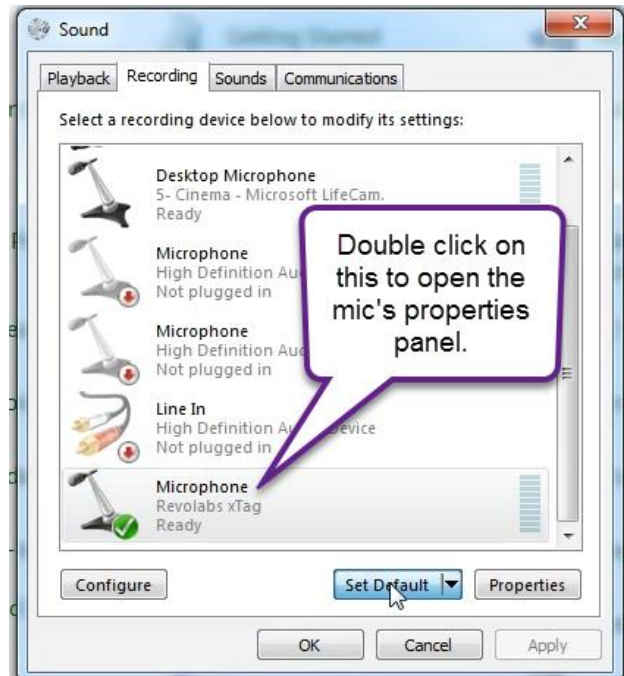 Sound
Playback Recording Sounds Communications
Select a recording device below to modify its settings:
Desktop Microphone
5- Cinema - Microsoft LifeCam.
Ready
Microphone
High Definition Au
Not plugged in
Microphone
High Definition Aud
Not plugged in
Double click on
this to open the
mic's properties
panel.
Line In
High Definition Au Device
Not plugged in
Microphone
Revolabs xTag
Ready
Configure Set Default Properties
OK Cancel Apply